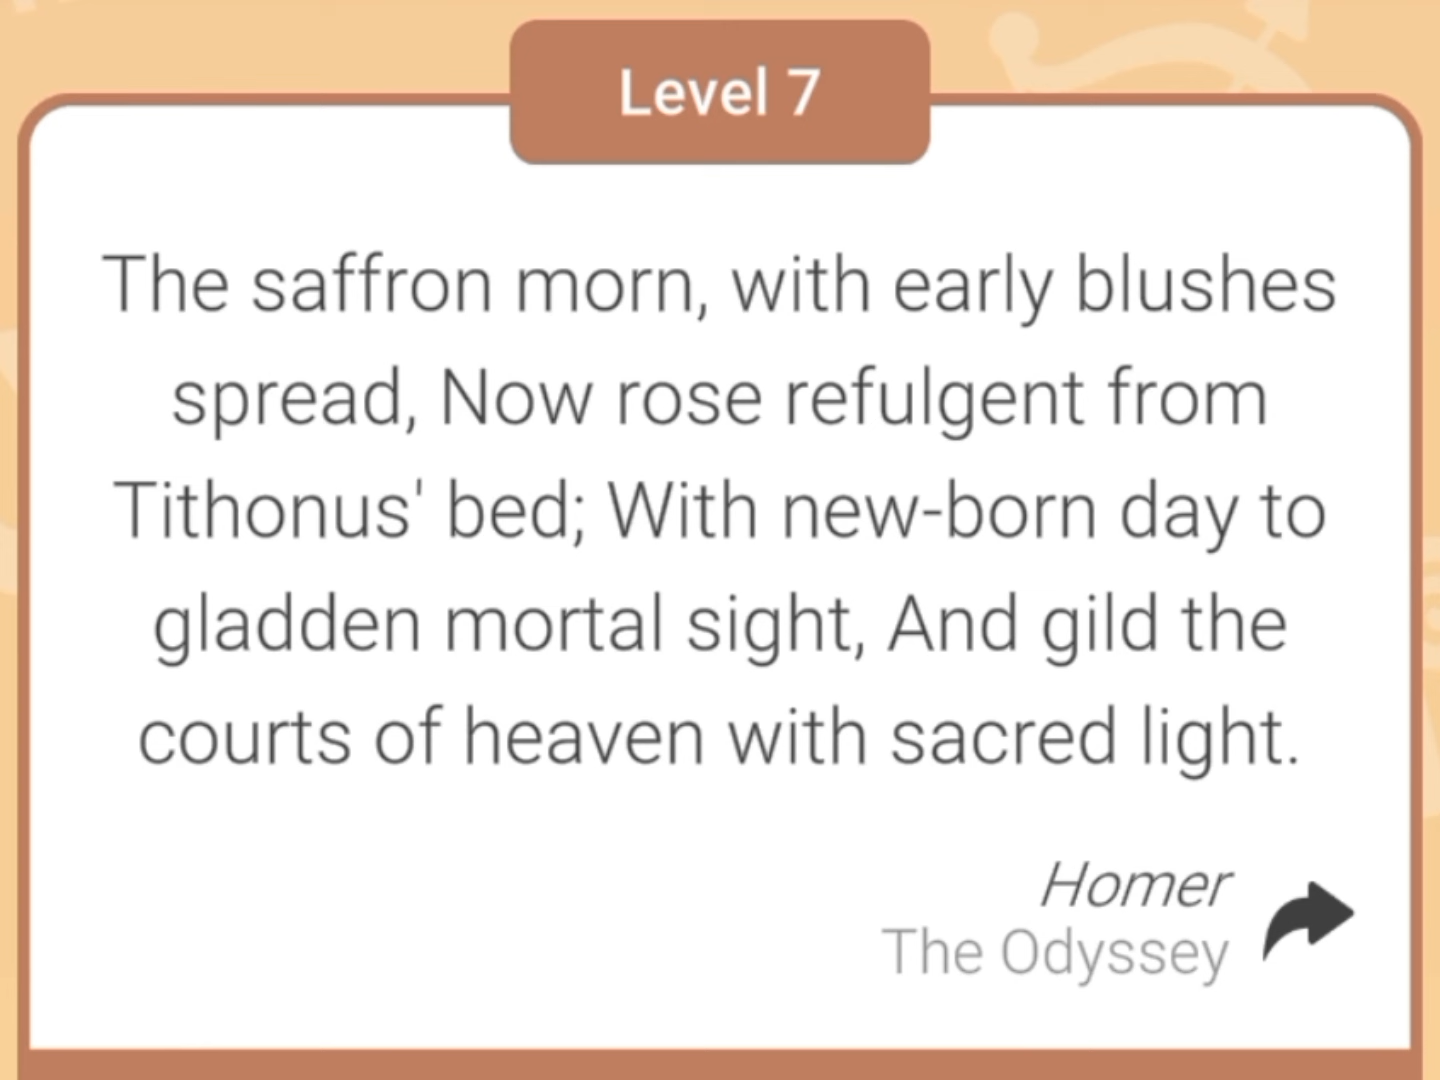 Level 7
The saffron morn, with early blushes
spread, Now rose refulgent from
Tithonus' bed; With new-born day to
gladden mortal sight, And gild the
courts of heaven with sacred light.
Homer
The Odyssey